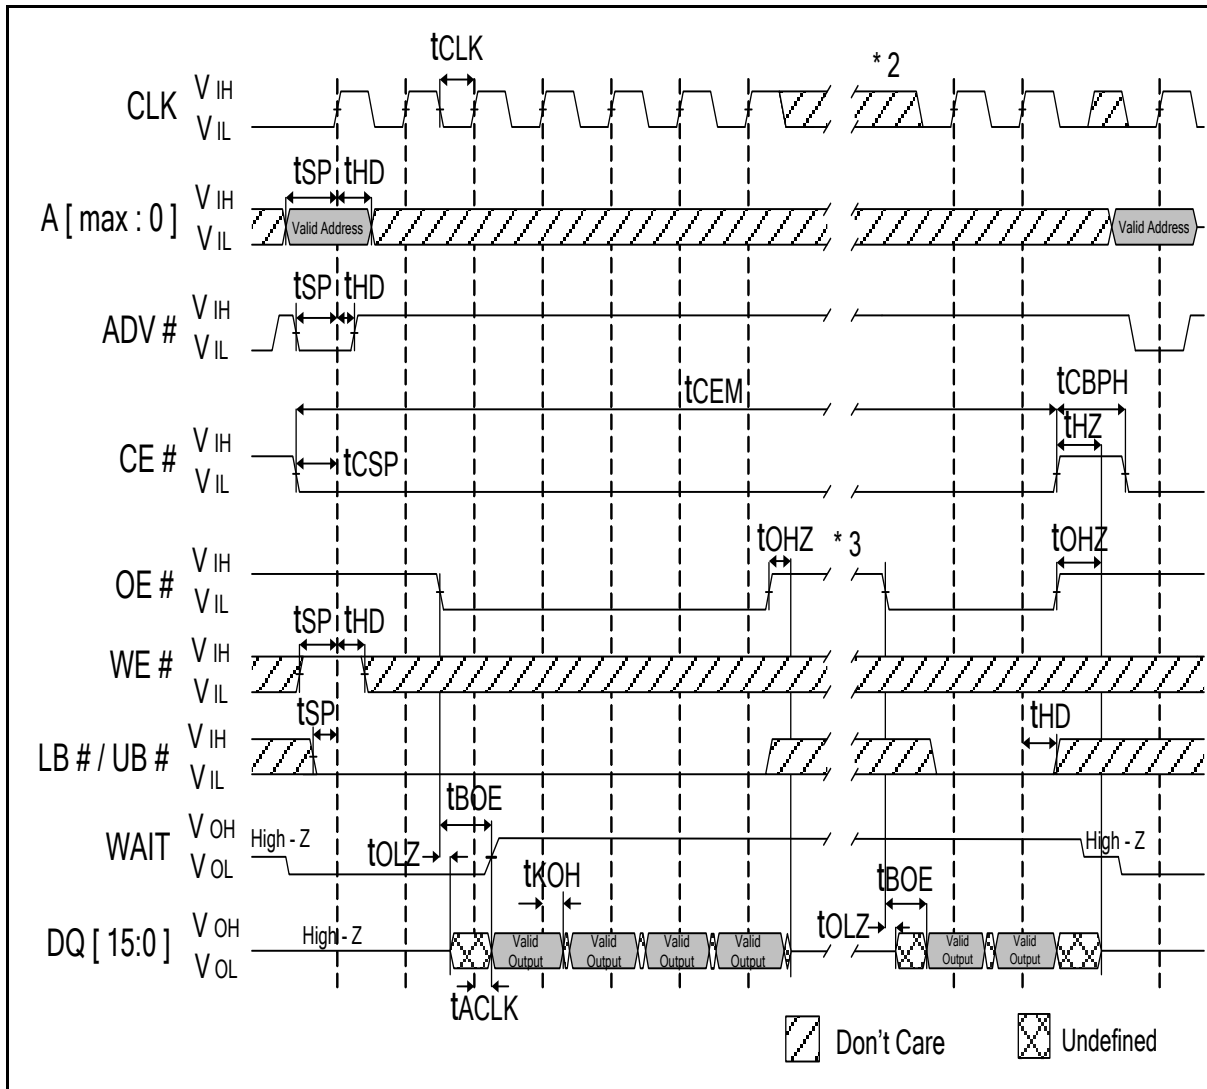 tCLK
* 2
CLK
V IH
V IL
tSP
tHD
A [ max : 0 ]
V IH
V IL
Valid Address
Valid Address
tSP
tHD
ADV #
V IH
V IL
tCEM
tCBPH
tHZ
CE #
V IH
V IL
tCSP
tOHZ
* 3
tOHZ
OE #
V IH
V IL
tSP
tHD
WE #
V IH
V IL
tSP
tHD
LB # / UB #
V IH
V IL
tBOE
WAIT
V OH
V OL
High - Z
High - Z
tOLZ
tKOH
tBOE
tOLZ
DQ [ 15:0 ]
V OH
V OL
High - Z
Valid Output
Valid Output
Valid Output
Valid Output
Valid Output
Valid Output
tACLK
Don't Care
Undefined